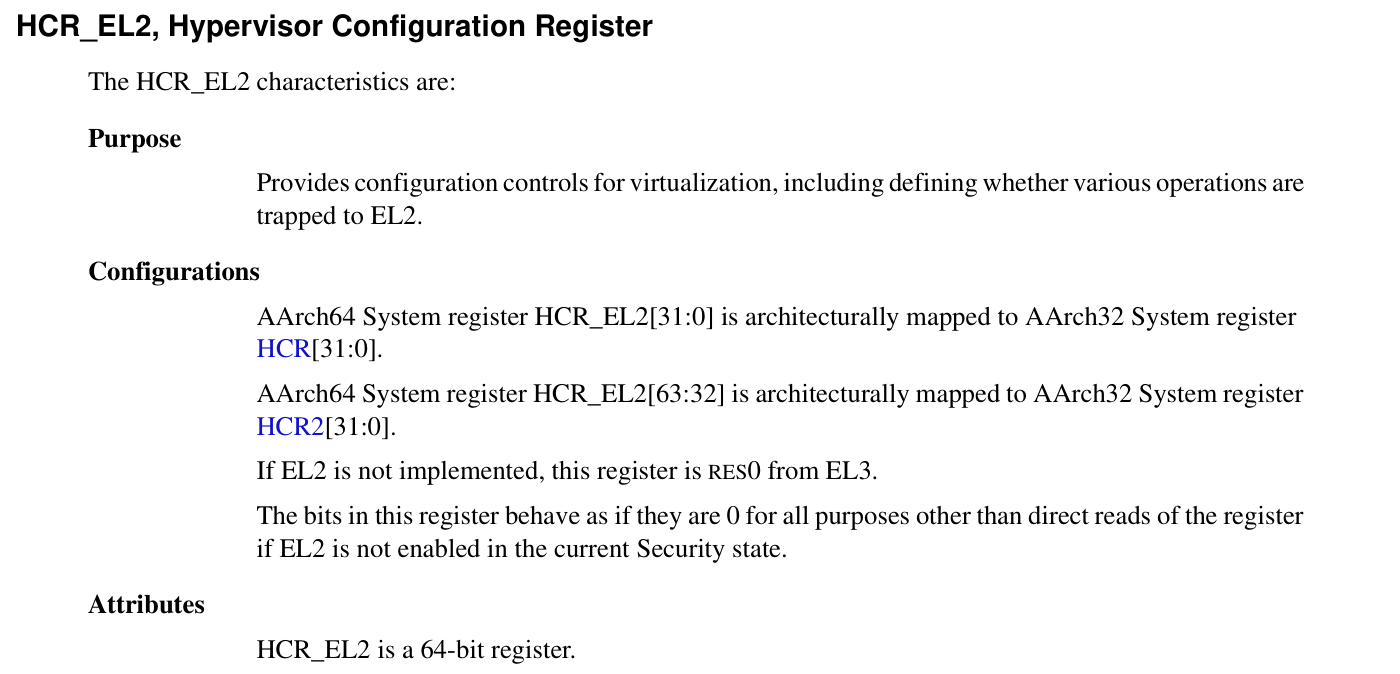 HCR_EL2, Hypervisor Configuration Register
The HCR_EL2 characteristics are:
Purpose
Provides configuration controls for virtualization, including defining whether various operations are
trapped to EL2.
Configurations
AArch64 System register HCR_EL2[31:0] is architecturally mapped to AArch32 System register
HCR[31:0].
AArch64 System register HCR_EL2[63:32] is architecturally mapped to AArch32 System register
HCR2[31:0].
If EL2 is not implemented, this register is RES0 from EL3.
The bits in this register behave as if they are 0 for all purposes other than direct reads of the register
if EL2 is not enabled in the current Security state.
Attributes
HCR_EL2 is a 64-bit register.